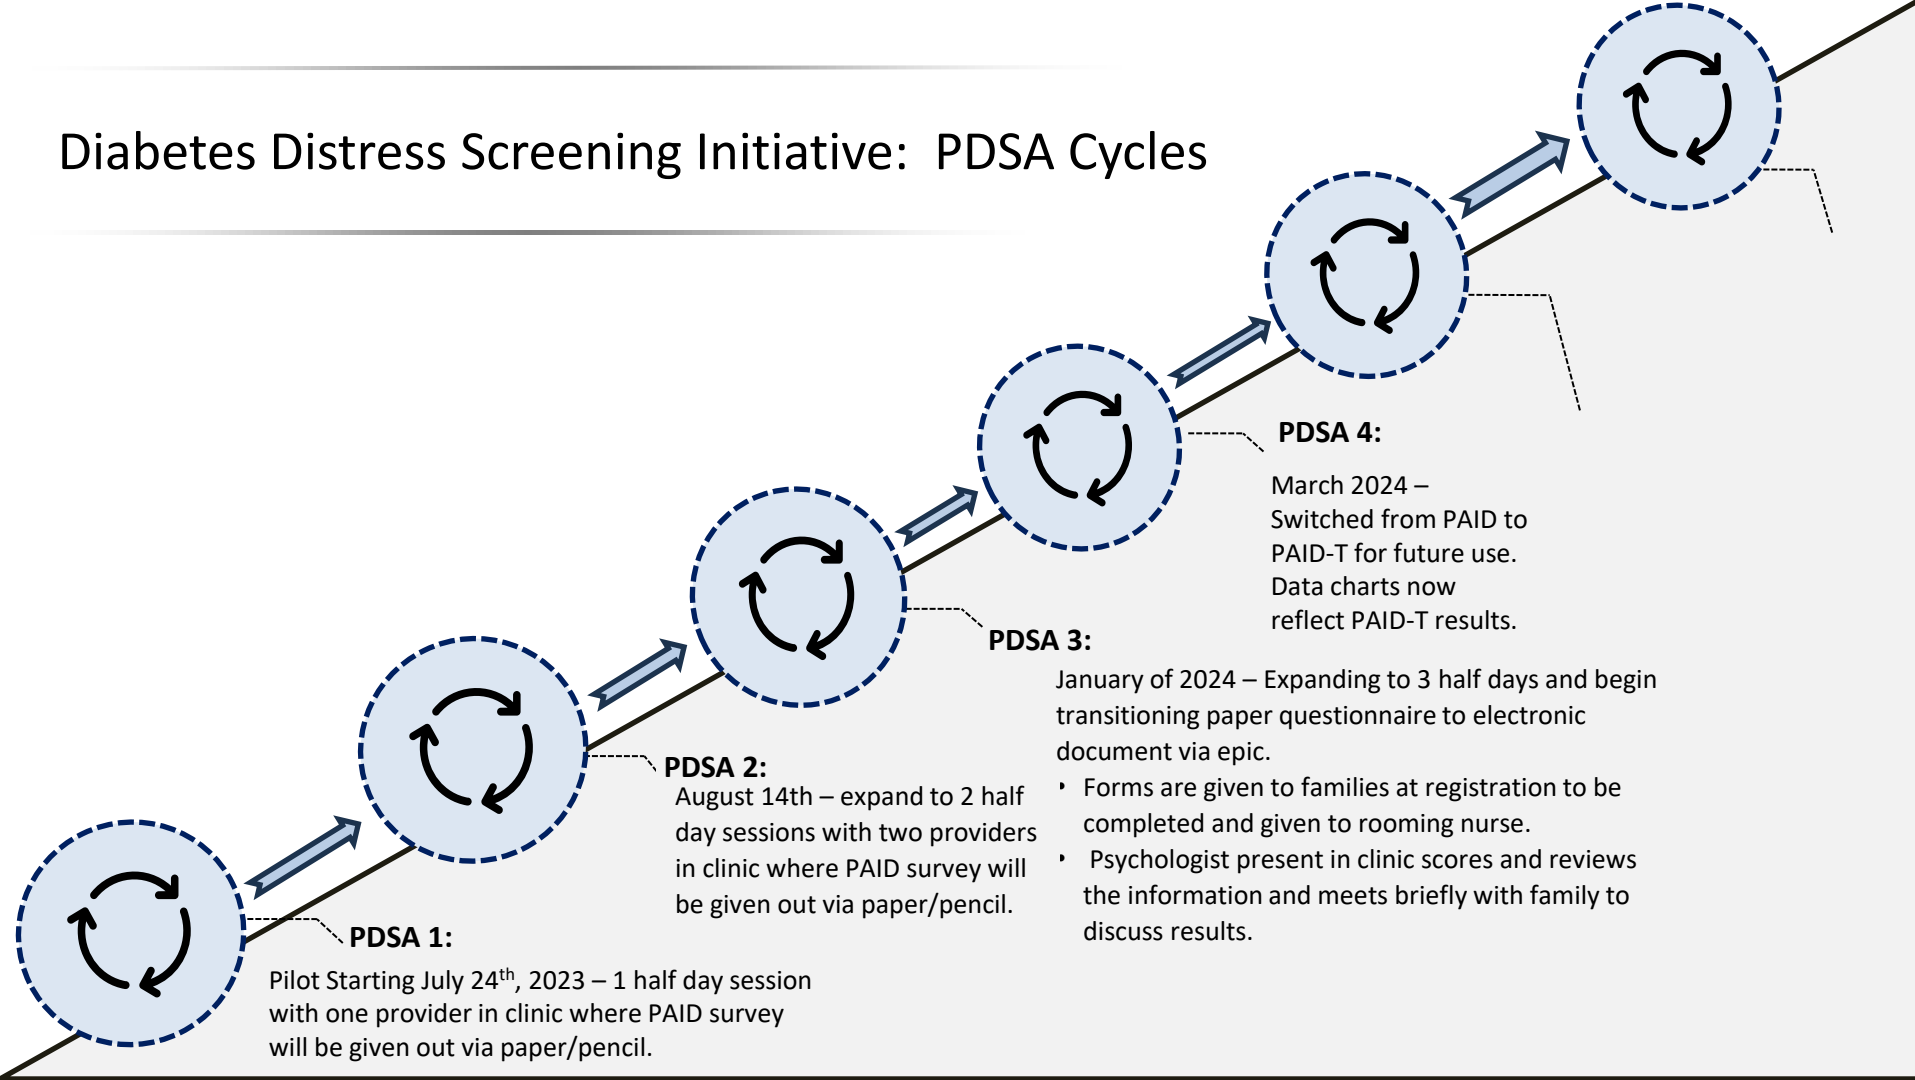 Diabetes Distress Screening Initiative:  PDSA Cycles
PDSA 4:
March 2024 –
Switched from PAID to
PAID-T for future use.
Data charts now
reflect PAID-T results.
PDSA 3:
January of 2024 – Expanding to 3 half days and begin
transitioning paper questionnaire to electronic
document via epic.
• Forms are given to families at registration to be
completed and given to rooming nurse.
• Psychologist present in clinic scores and reviews
the information and meets briefly with family to
discuss results.
PDSA 2:
August 14th – expand to 2 half
day sessions with two providers
in clinic where PAID survey will
be given out via paper/pencil.
PDSA 1:
Pilot Starting July 24th, 2023 – 1 half day session
with one provider in clinic where PAID survey
will be given out via paper/pencil.